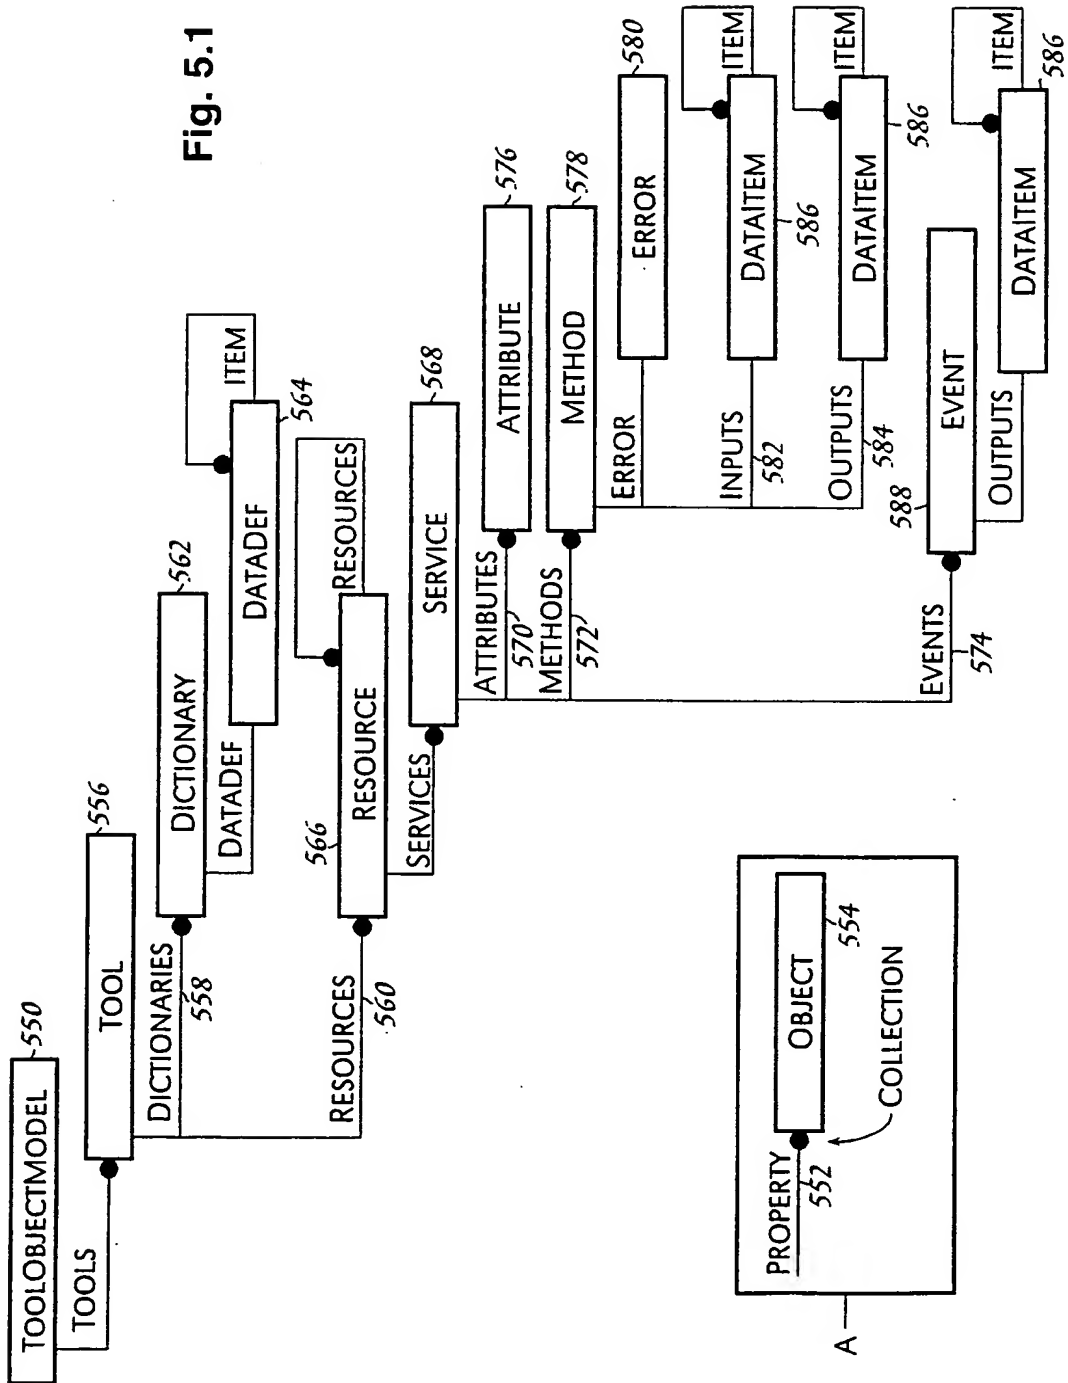 Fig. 5.1
TOOLOBJECTMODEL
550
TOOLS
TOOL
556
DICTIONARIES
558
DICTIONARY
562
DATADEF
DATADEF
564
ITEM
RESOURCES
560
RESOURCE
566
RESOURCES
SERVICES
SERVICE
568
ATTRIBUTES
570
ATTRIBUTE
576
METHODS
572
METHOD
578
ERROR
ERROR
580
INPUTS
582
DATAITEM
586
ITEM
OUTPUTS
584
DATAITEM
586
ITEM
EVENTS
574
EVENT
588
OUTPUTS
DATAITEM
586
ITEM
PROPERTY
552
OBJECT
554
COLLECTION
A